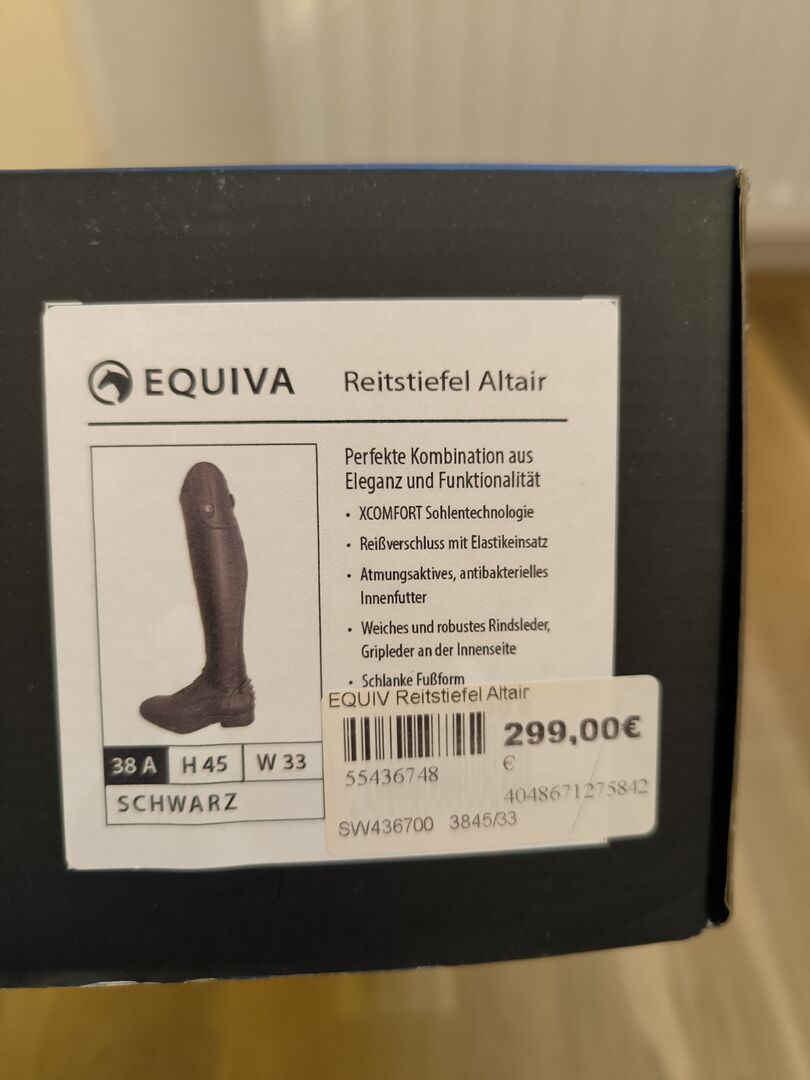 EQUIVA
Reitstiefel Altair
Perfekte Kombination aus
Eleganz und Funktionalität
• XCOMFORT Sohlentechnologie
• Reißverschluss mit Elastikeinsatz
• Atmungsaktives, antibakterielles
Innenfutter
• Weiches und robustes Rindsleder,
Gripleder an der Innenseite
• Schlanke Fußform
38 A H 45 W 33
SCHWARZ
EQUIV Reitstiefel Altair
299,00€
€
55436748
4048671275842
SW436700 3845/33